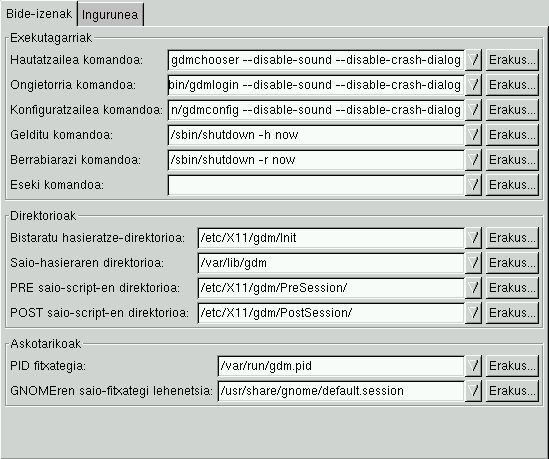 Bide-izenak Ingurunea
Exekutagarriak
Hautatzailea komandoa: gdmchooser --disable-sound --disable-crash-dialog Erakus...
Ongietorria komandoa: bin/gdmlogin --disable-sound --disable-crash-dialog Erakus...
Konfiguratzailea komandoa: n/gdmconfig --disable-sound --disable-crash-dialog Erakus...
Gelditu komandoa: /sbin/shutdown -h now Erakus...
Berrabiarazi komandoa: /sbin/shutdown -r now Erakus...
Eseki komandoa: Erakus...
Direktorioak
Bistaratu hasieratze-direktorioa: /etc/X11/gdm/Init Erakus...
Saio-hasieraren direktorioa: /var/lib/gdm Erakus...
PRE saio-script-en direktorioa: /etc/X11/gdm/PreSession/ Erakus...
POST saio-script-en direktorioa: /etc/X11/gdm/PostSession/ Erakus...
Askotarikoak
PID fitxategia: /var/run/gdm.pid Erakus...
GNOMEren saio-fitxategi lehenetsia: /usr/share/gnome/default.session Erakus...